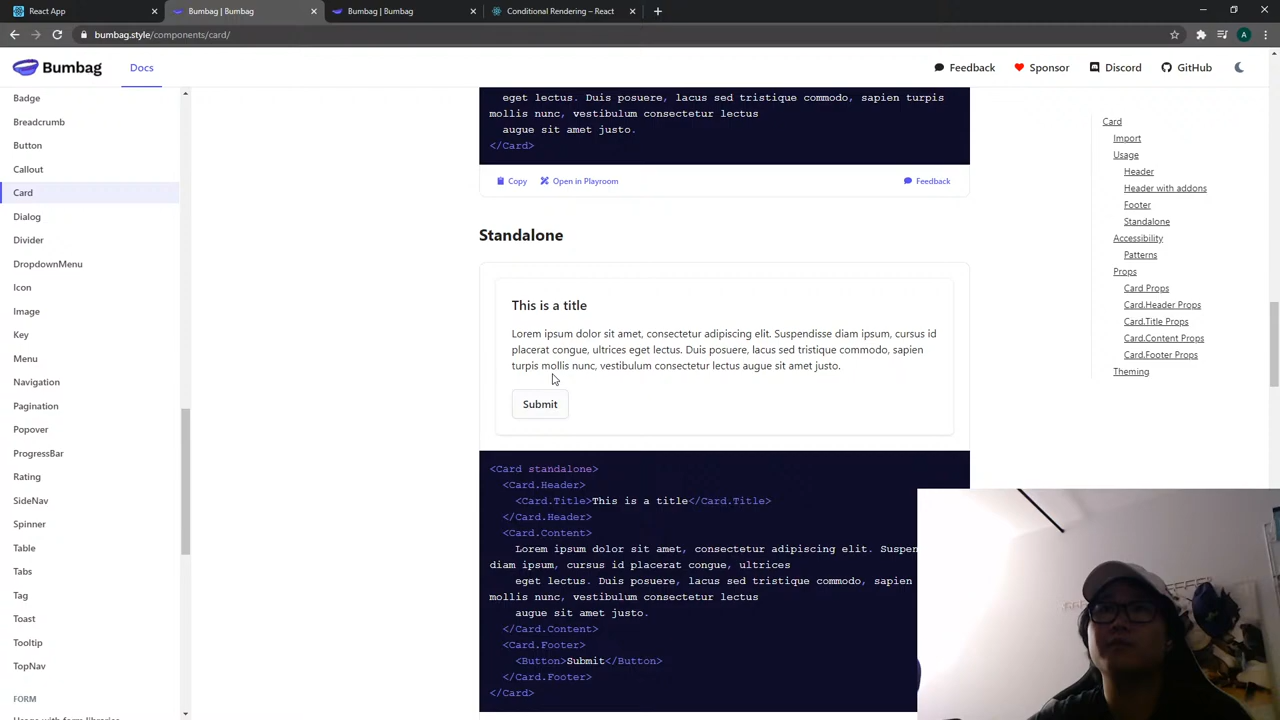 React App
Bumbag | Bumbag
Bumbag | Bumbag
Conditional Rendering – React
bumbag.style/components/card/
A
Bumbag
Docs
Feedback
Sponsor
Discord
GitHub
Badge
Breadcrumb
Button
Callout
Card
Dialog
Divider
DropdownMenu
Icon
Image
Key
Menu
Navigation
Pagination
Popover
ProgressBar
Rating
SideNav
Spinner
Table
Tabs
Tag
Toast
Tooltip
TopNav
FORM
eget lectus. Duis posuere, lacus sed tristique commodo, sapien turpis
mollis nunc, vestibulum consectetur lectus
augue sit amet justo.
</Card>
Copy
Open in Playroom
Feedback
Standalone
This is a title
Lorem ipsum dolor sit amet, consectetur adipiscing elit. Suspendisse diam ipsum, cursus id
placerat congue, ultrices eget lectus. Duis posuere, lacus sed tristique commodo, sapien
turpis mollis nunc, vestibulum consectetur lectus augue sit amet justo.
Submit
<Card standalone>
<Card.Header>
<Card.Title>This is a title</Card.Title>
</Card.Header>
<Card.Content>
Lorem ipsum dolor sit amet, consectetur adipiscing elit. Suspen
diam ipsum, cursus id placerat congue, ultrices
eget lectus. Duis posuere, lacus sed tristique commodo, sapien
mollis nunc, vestibulum consectetur lectus
augue sit amet justo.
</Card.Content>
<Card.Footer>
<Button>Submit</Button>
</Card.Footer>
</Card>
Card
Import
Usage
Header
Header with addons
Footer
Standalone
Accessibility
Patterns
Props
Card Props
Card.Header Props
Card.Title Props
Card.Content Props
Card.Footer Props
Theming